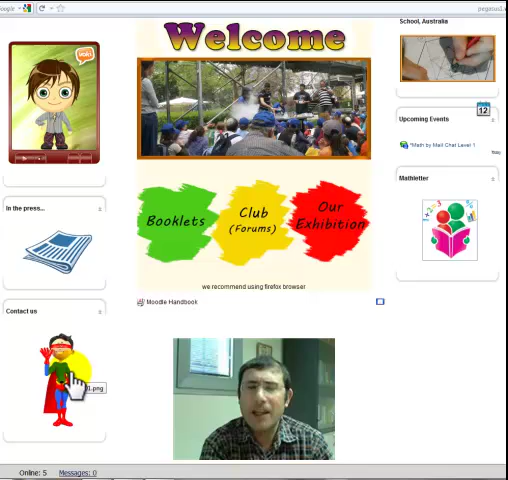 Welcome
School, Australia
12
Upcoming Events
"Math by Mail Chat Level 1
Today
Mathletter
In the press...
Booklets
Club
(Forums)
Our
Exhibition
we recommend using firefox browser
Moodle Handbook
Contact us
Online: 5
Messages: 0